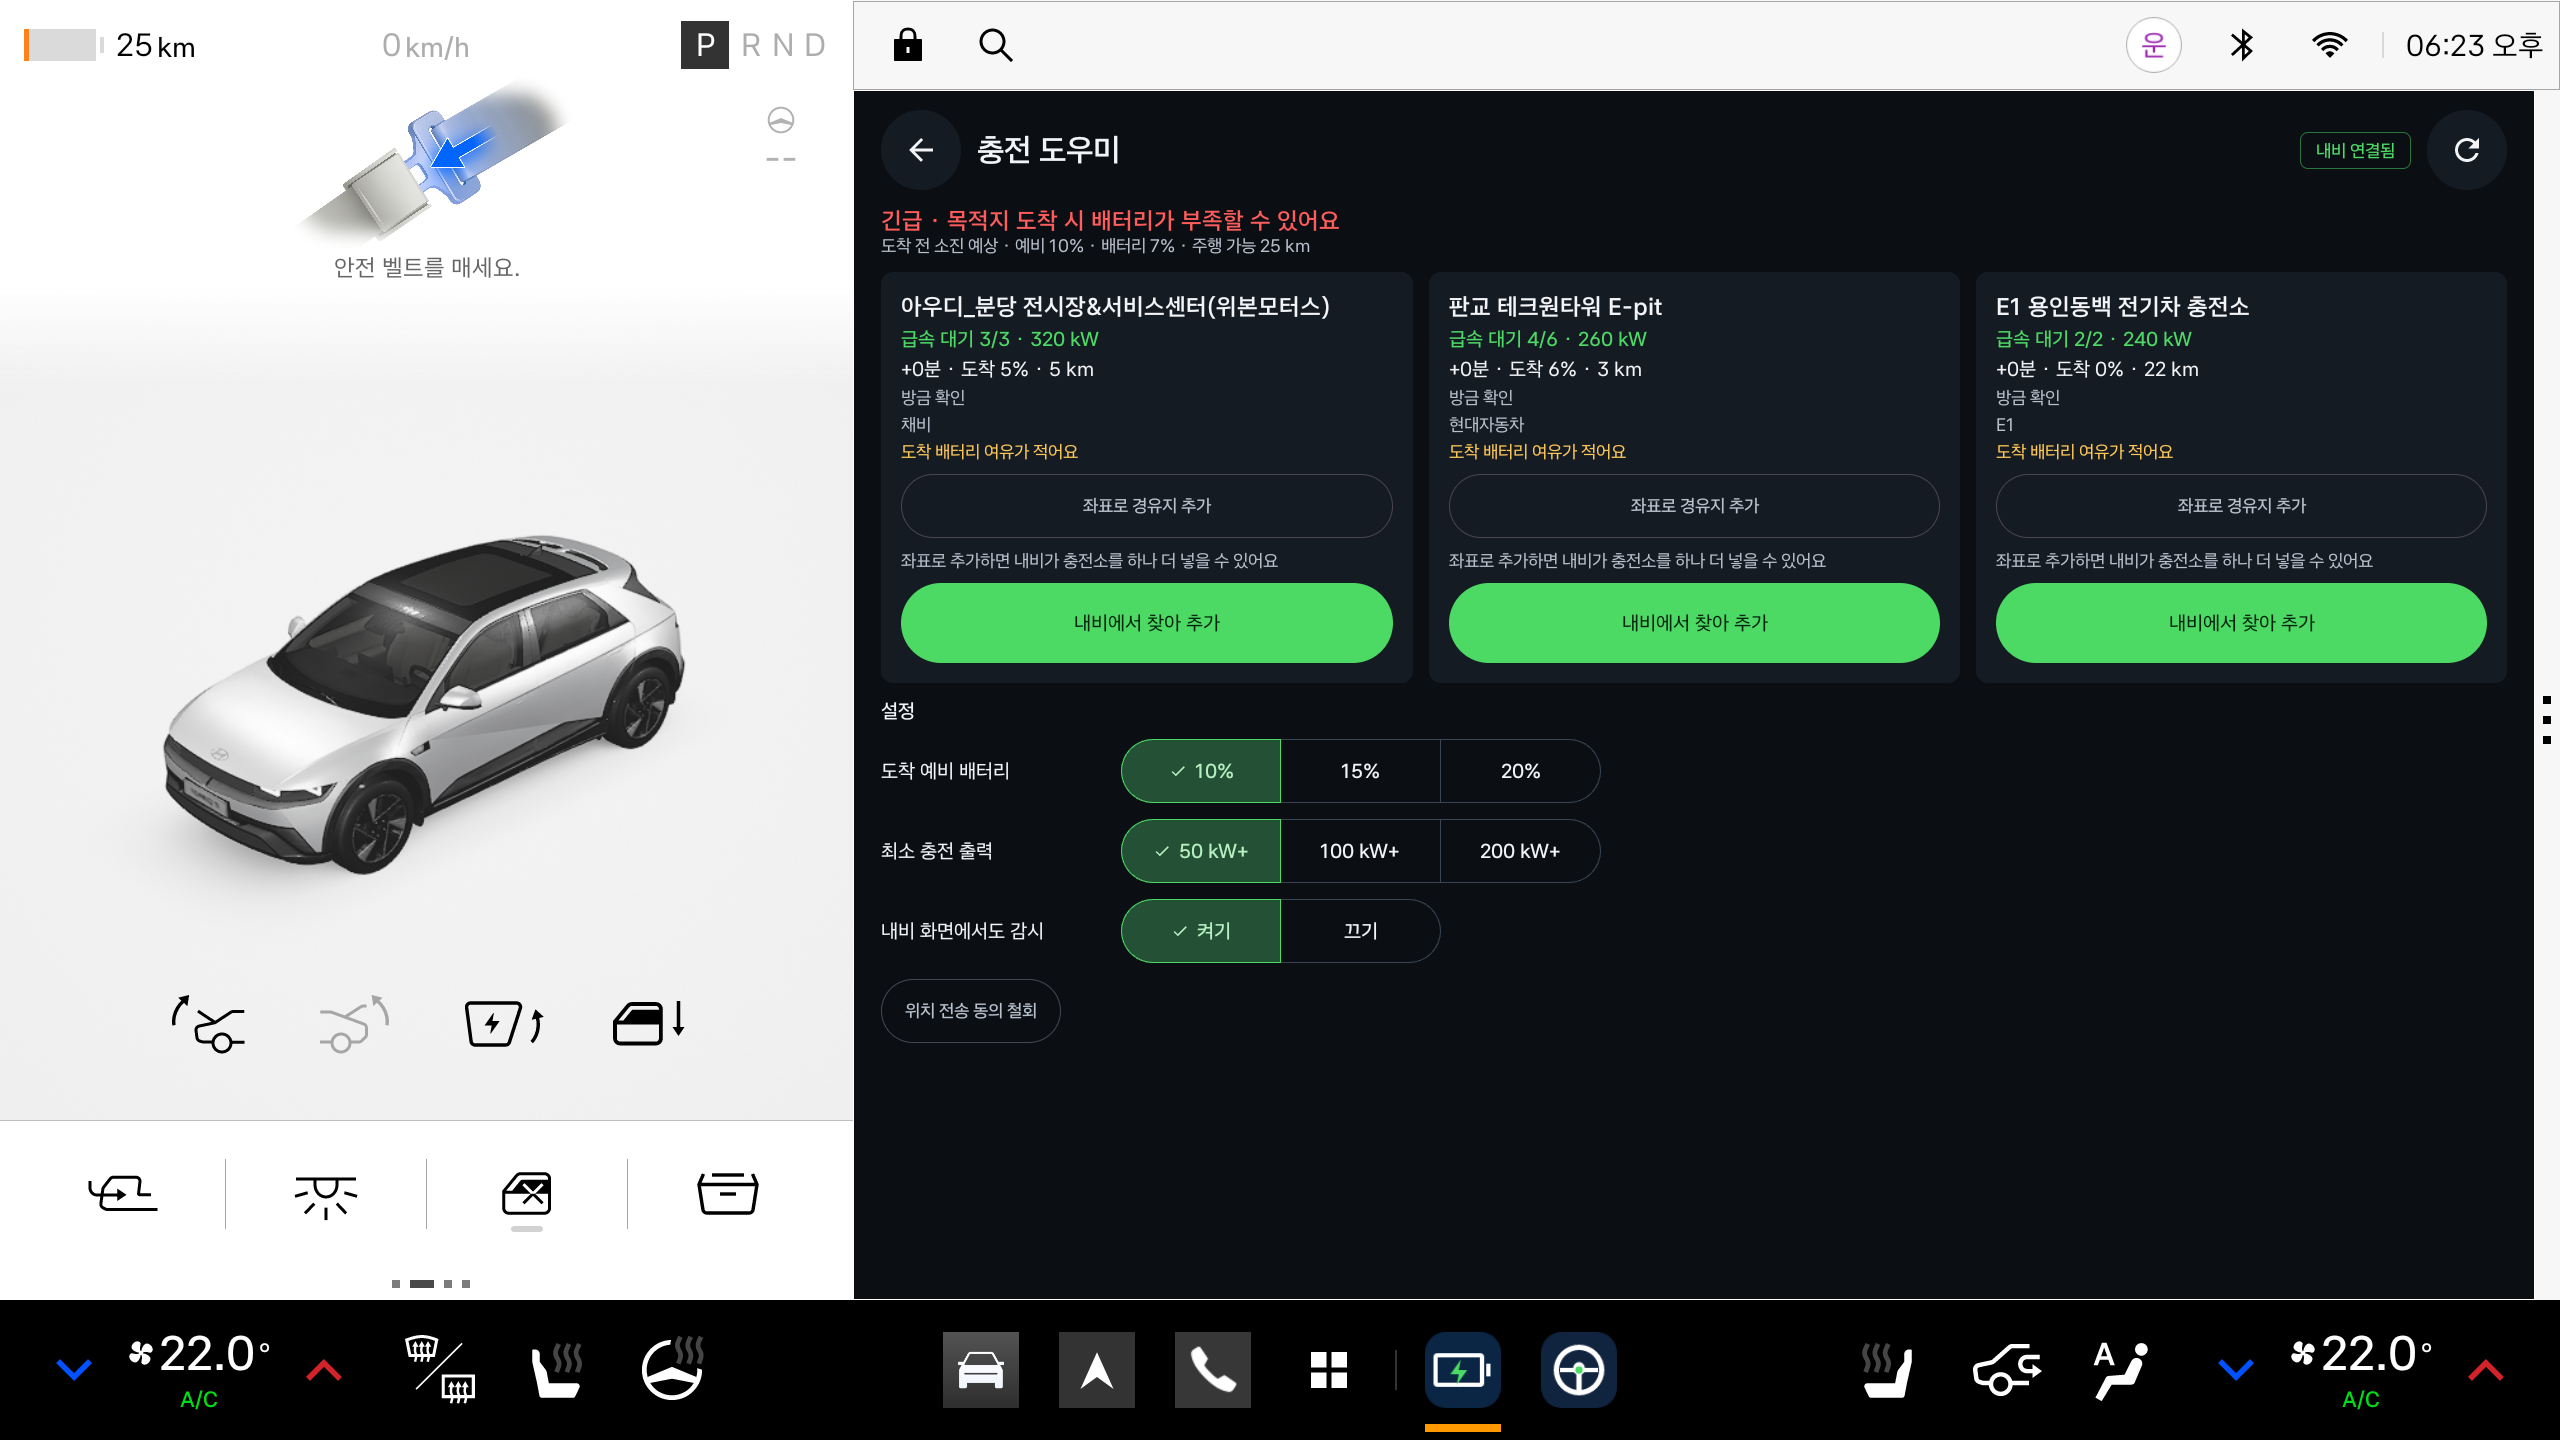 25 km
0 km/h
P R N D
운
06:23 오후
안전 벨트를 매세요.
충전 도우미
내비 연결됨
긴급 · 목적지 도착 시 배터리가 부족할 수 있어요
도착 전 소진 예상 · 예비 10% · 배터리 7% · 주행 가능 25 km
아우디_분당 전시장&서비스센터(위본모터스)
급속 대기 3/3 · 320 kW
+0분 · 도착 5% · 5 km
방금 확인
채비
도착 배터리 여유가 적어요
좌표로 경유지 추가
좌표로 추가하면 내비가 충전소를 하나 더 넣을 수 있어요
내비에서 찾아 추가
판교 테크원타워 E-pit
급속 대기 4/6 · 260 kW
+0분 · 도착 6% · 3 km
방금 확인
현대자동차
도착 배터리 여유가 적어요
좌표로 경유지 추가
좌표로 추가하면 내비가 충전소를 하나 더 넣을 수 있어요
내비에서 찾아 추가
E1 용인동백 전기차 충전소
급속 대기 2/2 · 240 kW
+0분 · 도착 0% · 22 km
방금 확인
E1
도착 배터리 여유가 적어요
좌표로 경유지 추가
좌표로 추가하면 내비가 충전소를 하나 더 넣을 수 있어요
내비에서 찾아 추가
설정
도착 예비 배터리
10%
15%
20%
최소 충전 출력
50 kW+
100 kW+
200 kW+
내비 화면에서도 감시
켜기
끄기
위치 전송 동의 철회
22.0°
A/C
A
22.0°
A/C